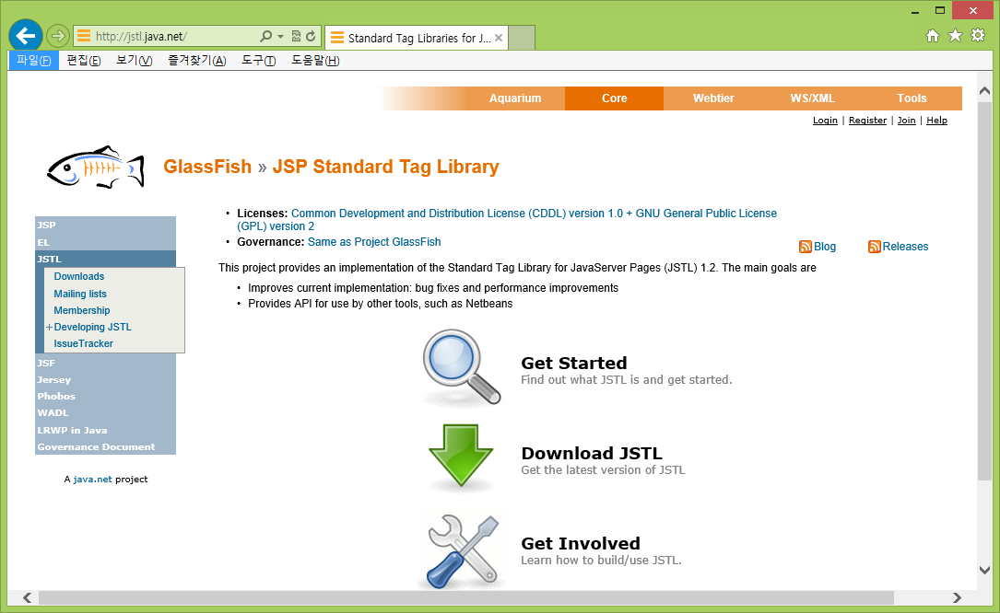 http://jstl.java.net/
Standard Tag Libraries for J...
파일(F) 편집(E) 보기(V) 즐겨찾기(A) 도구(T) 도움말(H)
Aquarium Core Webtier WS/XML Tools
Login | Register | Join | Help
GlassFish » JSP Standard Tag Library
• Licenses: Common Development and Distribution License (CDDL) version 1.0 + GNU General Public License
(GPL) version 2
• Governance: Same as Project GlassFish
Blog Releases
This project provides an implementation of the Standard Tag Library for JavaServer Pages (JSTL) 1.2. The main goals are
• Improves current implementation: bug fixes and performance improvements
• Provides API for use by other tools, such as Netbeans
JSP
EL
JSTL
Downloads
Mailing lists
Membership
+Developing JSTL
IssueTracker
JSF
Jersey
Phobos
WADL
LRWP in Java
Governance Document
A java.net project
Get Started
Find out what JSTL is and get started.
Download JSTL
Get the latest version of JSTL
Get Involved
Learn how to build/use JSTL.